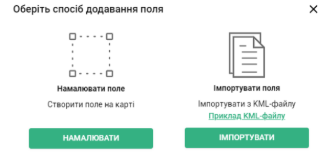 Оберіть спосіб додавання поля
Намалювати поле
Створити поле на карті
НАМАЛЮВАТИ
Імпортувати поля
Імпортувати з KML-файлу
Приклад KML-файлу
ІМПОРТУВАТИ